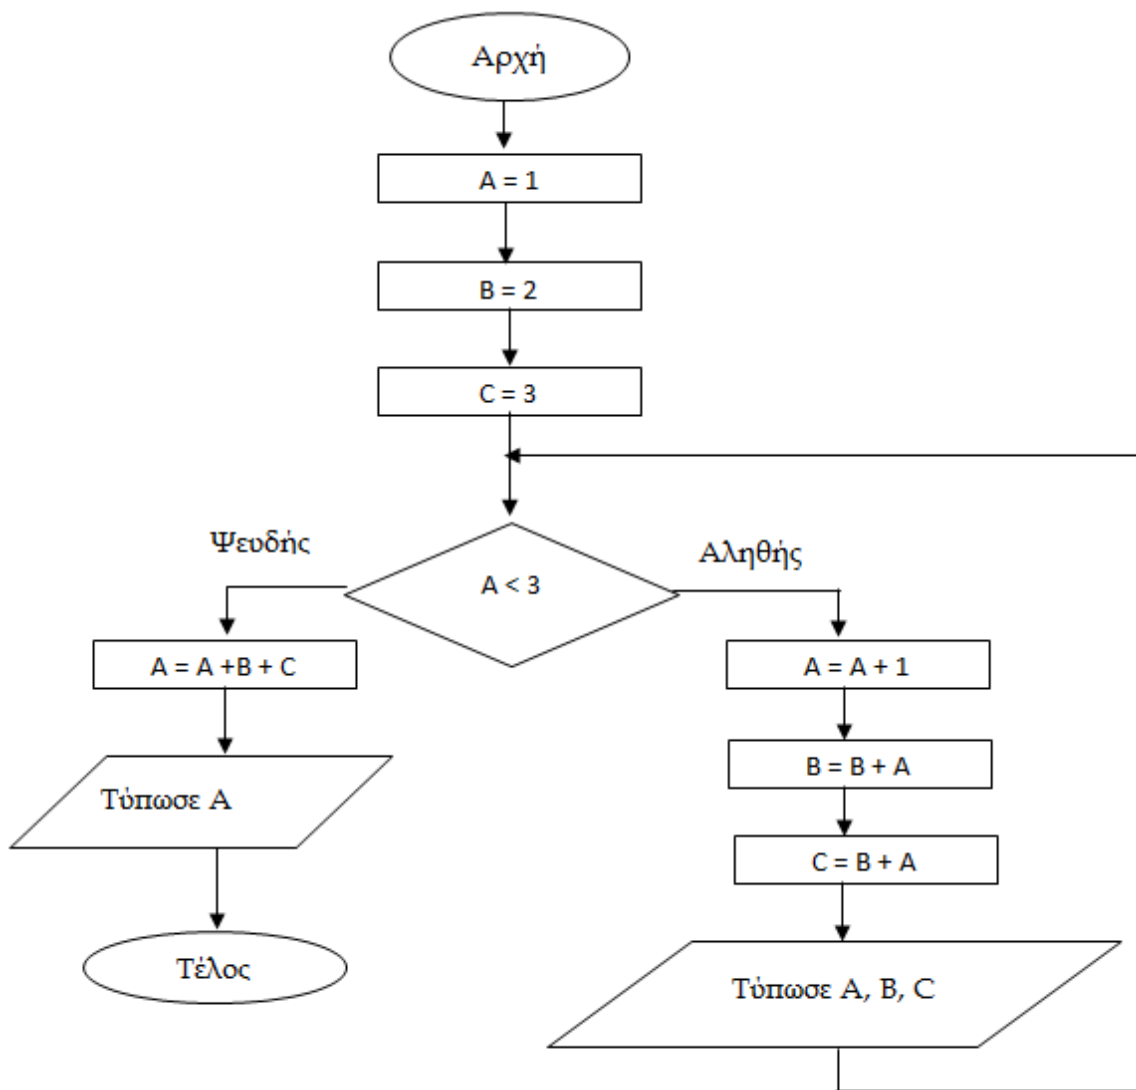 Αρχή
A = 1
B = 2
C = 3
Ψευδής
Αληθής
A < 3
A = A +B + C
A = A + 1
B = B + A
Τύπωσε Α
C = B + A
Τέλος
Τύπωσε Α, Β, C